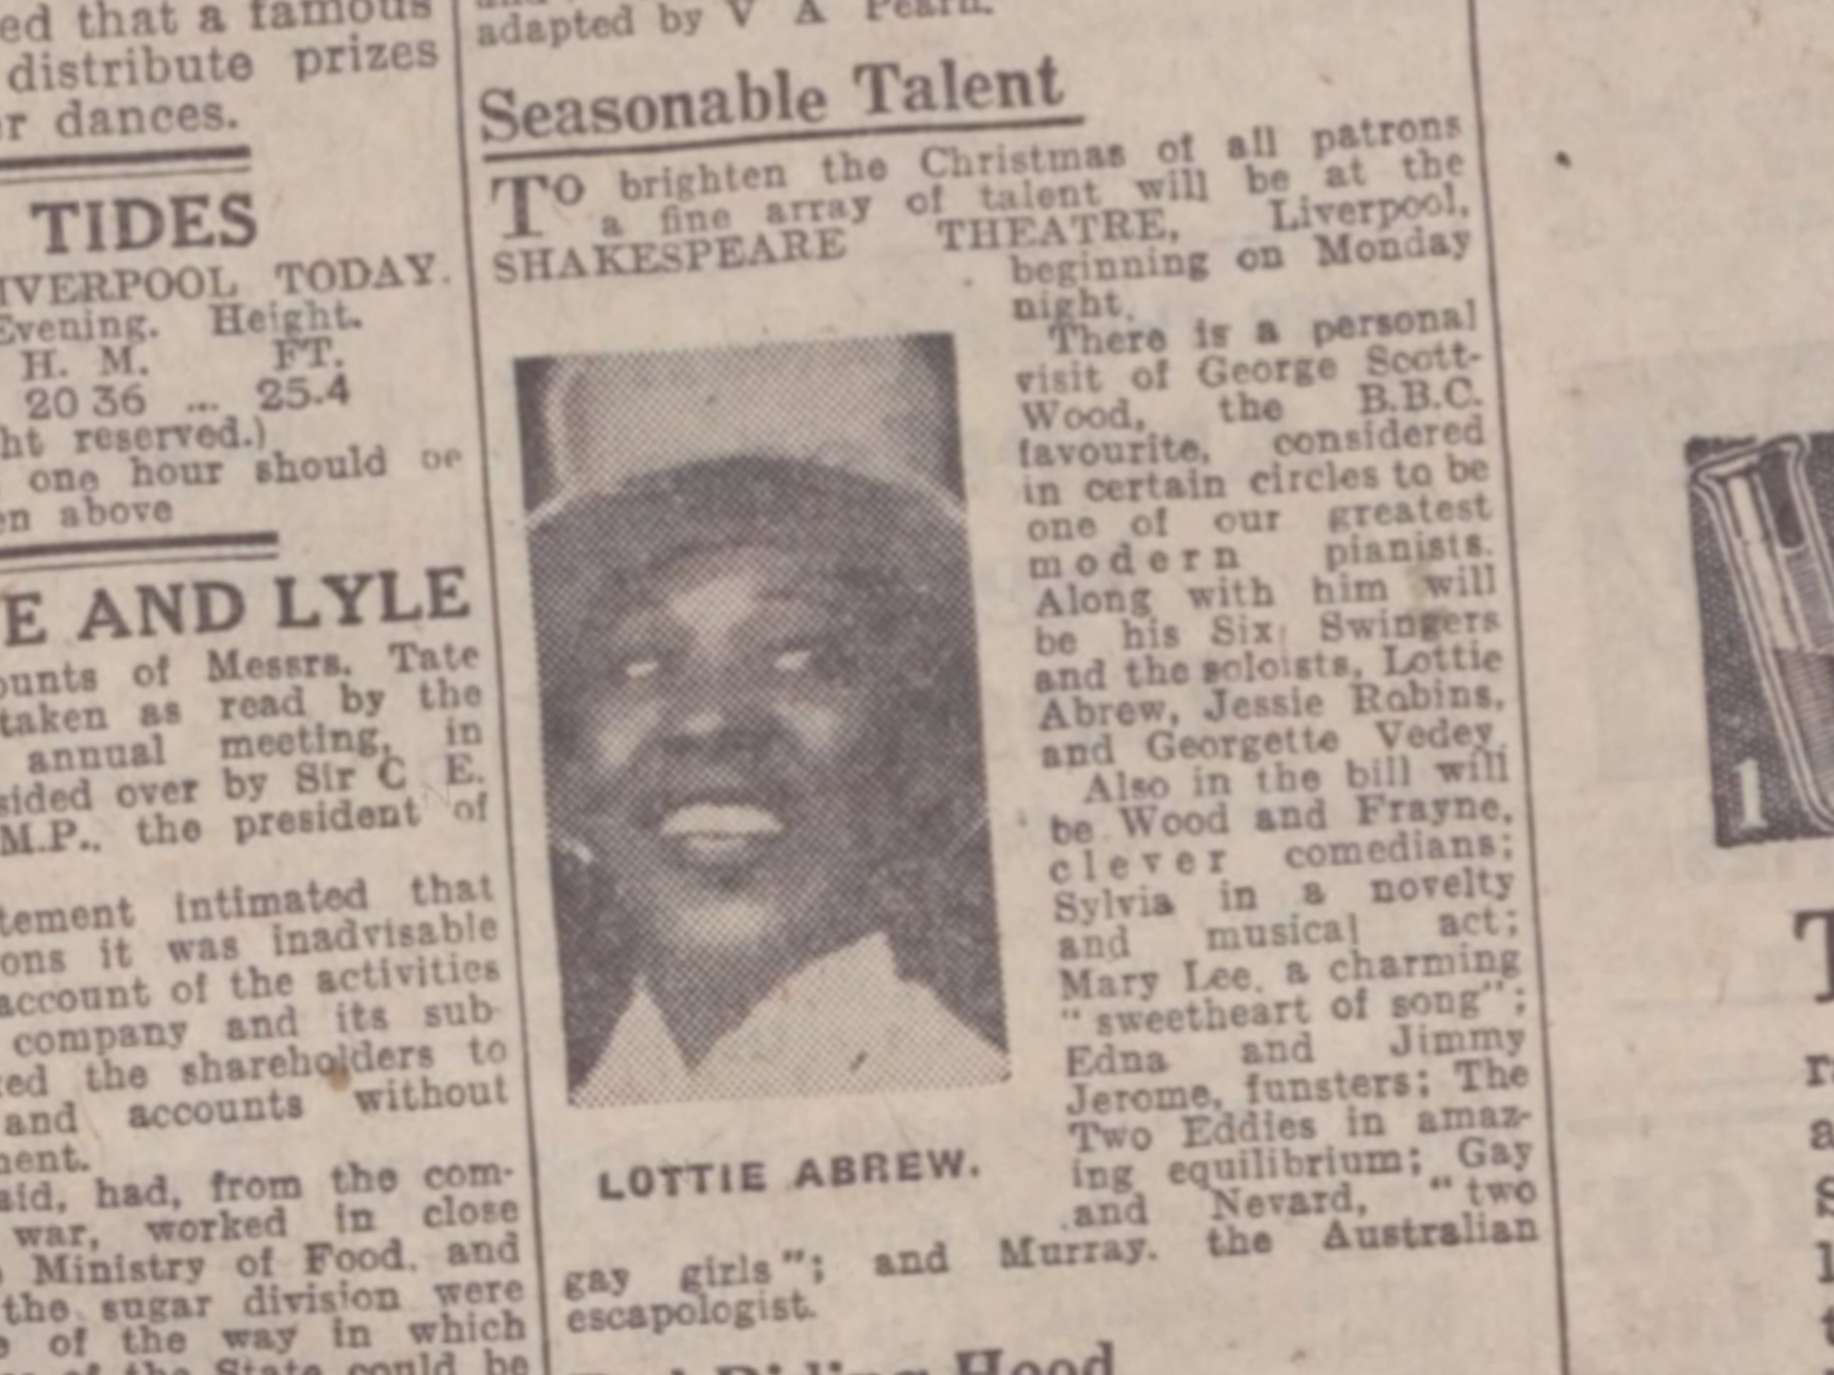 ed that a famous
distribute prizes
r dances.
TIDES
IVERPOOL TODAY.
Evening. Height.
H. M. FT.
20 36 ... 25.4
ht reserved.)
one hour should be
en above
E AND LYLE
ounts of Messrs. Tate
taken as read by the
annual meeting, in
sided over by Sir C E.
M.P., the president of
tement intimated that
ons it was inadvisable
account of the activities
company and its sub-
ed the shareholders to
and accounts without
ment.
aid, had, from the com-
war, worked in close
Ministry of Food, and
the sugar division were
e of the way in which
of the State could be
adapted by V A Pearn.
Seasonable Talent
TO brighten the Christmas of all patrons
a fine array of talent will be at the
SHAKESPEARE THEATRE, Liverpool,
beginning on Monday
night.
There is a personal
visit of George Scott-
Wood, the B.B.C.
favourite, considered
in certain circles to be
one of our greatest
modern pianists.
Along with him will
be his Six Swingers
and the soloists, Lottie
Abrew, Jessie Robins,
and Georgette Vedey.
Also in the bill will
be Wood and Frayne,
clever comedians;
Sylvia in a novelty
and musical act;
Mary Lee, a charming
"sweetheart of song";
Edna and Jimmy
Jerome, funsters; The
Two Eddies in amaz-
ing equilibrium; Gay
and Nevard, "two
gay girls"; and Murray, the Australian
escapologist.
LOTTIE ABREW.
Red Riding Hood
1